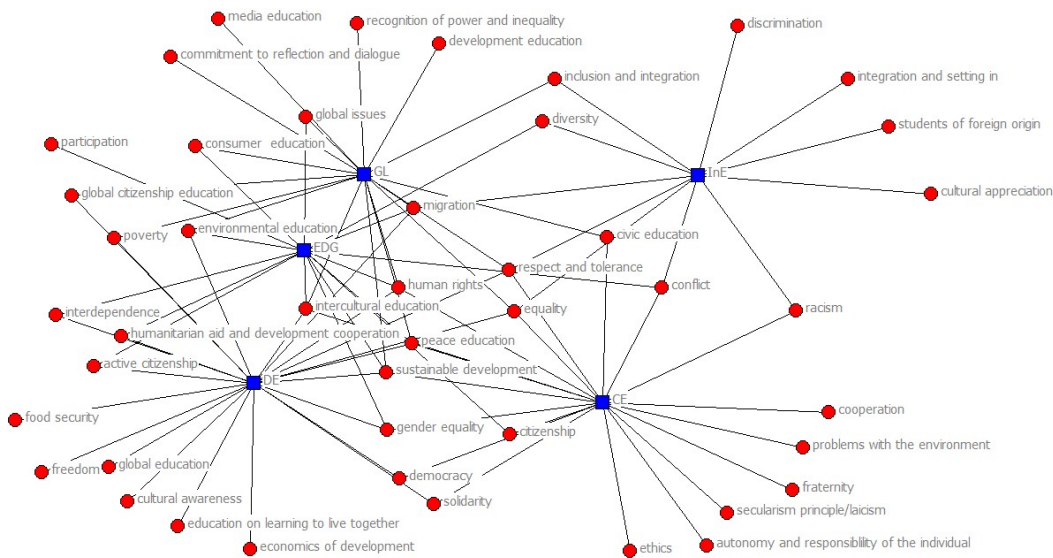 media education
recognition of power and inequality
discrimination
development education
commitment to reflection and dialogue
inclusion and integration
integration and setting in
global issues
diversity
students of foreign origin
participation
consumer education
GL
InE
global citizenship education
cultural appreciation
migration
environmental education
civic education
poverty
EDG
respect and tolerance
human rights
conflict
intercultural education
equality
racism
interdependence
humanitarian aid and development cooperation
peace education
active citizenship
sustainable development
DE
CE
cooperation
food security
gender equality
citizenship
problems with the environment
freedom
global education
democracy
fraternity
cultural awareness
solidarity
secularism principle/laicism
education on learning to live together
economics of development
ethics
autonomy and responsiblity of the individual